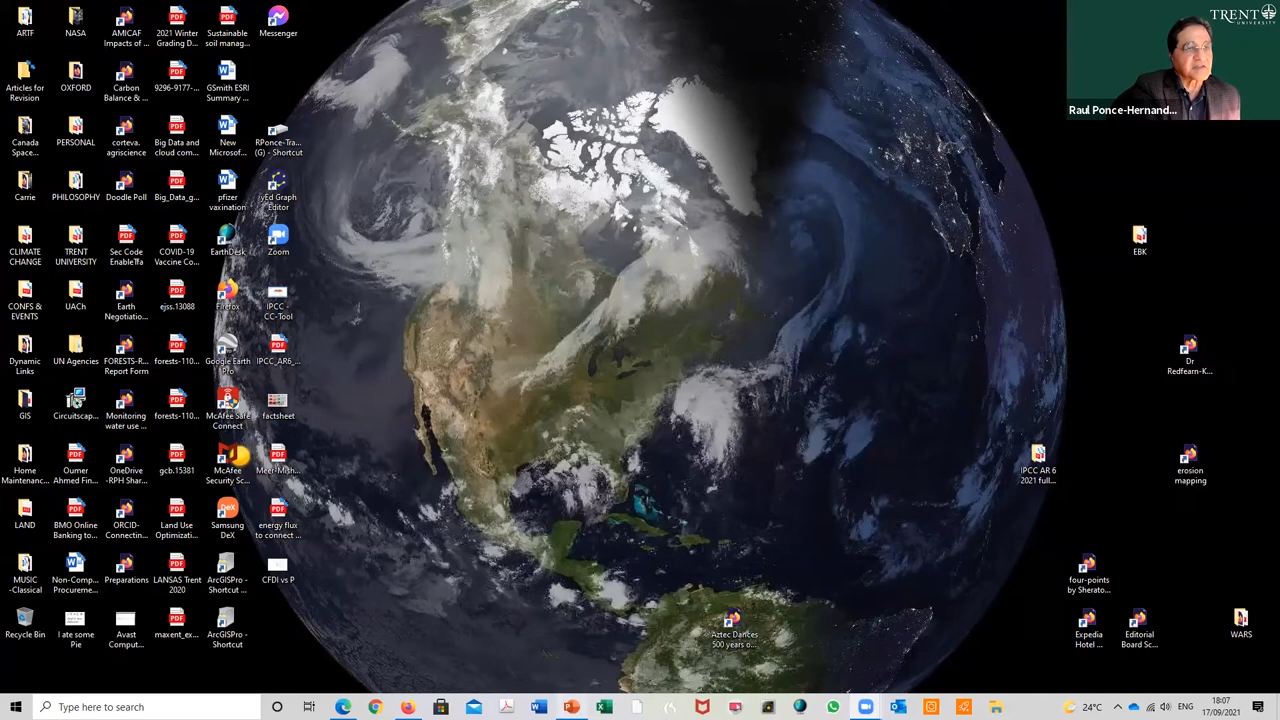 ARTF
NASA
AMICAF
Impacts of ...
2021 Winter
Grading D...
Sustainable
soil manag...
Messenger
Articles for
Revision
OXFORD
Carbon
Balance & ...
9296-9177-...
GSmith ESRI
Summary ...
Canada
Space...
PERSONAL
corteva.
agriscience
Big Data and
cloud com...
New
Microsof...
RPonce-Tra...
(G) - Shortcut
Carrie
PHILOSOPHY
Doodle Poll
Big_Data_g...
pfizer
vaxination
yEd Graph
Editor
CLIMATE
CHANGE
TRENT
UNIVERSITY
Sec Code
COVID-19
Vaccine Co...
EarthDesk
Zoom
CONFS &
EVENTS
UACh
Earth
Negotiatio...
ejss.13088
Firefox
IPCC -
CC-Tool
Dynamic
Links
UN Agencies
FORESTS-R...
Report Form
forests-110...
Google Earth
Pro
IPCC_AR6_...
GIS
Circuitscap...
Monitoring
water use ...
forests-110...
McAfee Safe
Connect
factsheet
Home
Maintenanc...
Oumer
Ahmed Fin...
OneDrive
-RPH Shar...
gcb.15381
McAfee
Security Sc...
Meer-Mish...
LAND
BMO Online
Banking to...
ORCID-
Connectin...
Land Use
Optimizati...
Samsung
DeX
energy flux
to connect ...
MUSIC
-Classical
Non-Comp...
Procureme...
Preparations
LANSAS Trent
2020
ArcGISPro -
Shortcut ...
CFDI vs P
Recycle Bin
I ate some
Pie
Avast
Comput...
maxent_ex...
ArcGISPro -
Shortcut
Aztec Dances
500 years o...
EBK
Dr
Redfearn-K...
IPCC AR 6
2021 full...
erosion
mapping
four-points
by Sherato...
Expedia
Hotel ...
Editorial
Board Sc...
WARS
TRENT
UNIVERSITY
Raul Ponce-Hernand...
Type here to search
24°C
ENG
18:07
17/09/2021